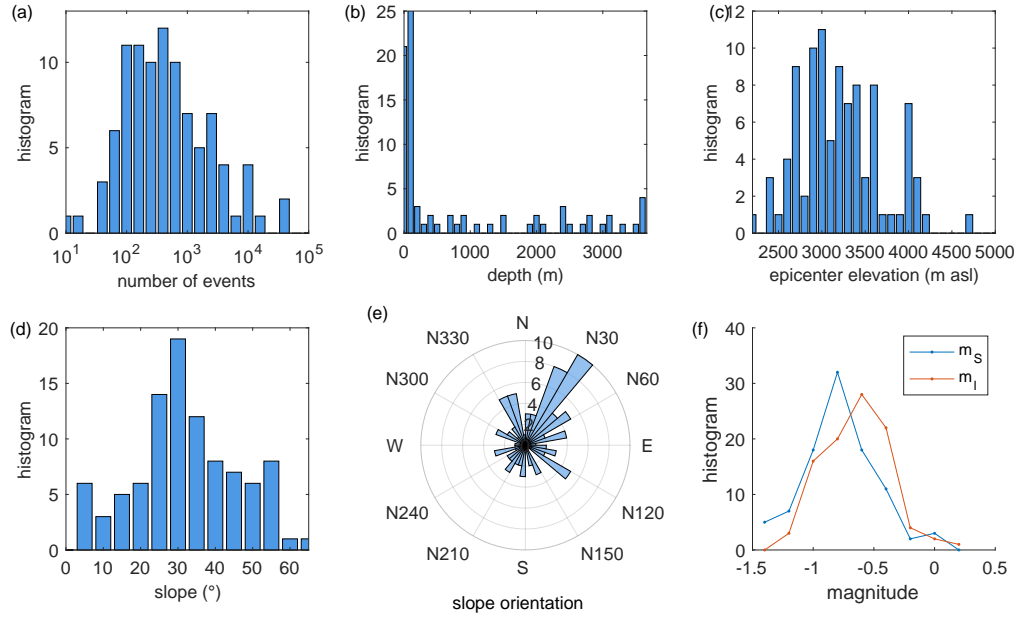 (a)
histogram
10
5
0
10^1
10^2
10^3
10^4
10^5
number of events
(b)
histogram
25
20
15
10
5
0
0
1000
2000
3000
depth (m)
(c)
histogram
12
10
8
6
4
2
0
2500
3000
3500
4000
4500
5000
epicenter elevation (m asl)
(d)
histogram
20
15
10
5
0
0
10
20
30
40
50
60
slope (°)
(e)
N
N30
N60
E
N120
N150
S
N210
N240
W
N300
N330
10
8
6
4
2
slope orientation
(f)
histogram
40
30
20
10
0
-1.5
-1
-0.5
0
0.5
magnitude
m_S
m_I